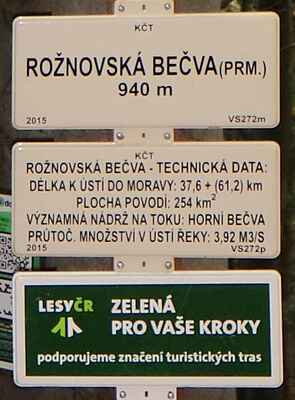 KČT
ROŽNOVSKÁ BEČVA (PRM.)
940 m
2015 VS272m
KČT
ROŽNOVSKÁ BEČVA - TECHNICKÁ DATA:
DÉLKA K ÚSTÍ DO MORAVY: 37,6 + (61,2) km
PLOCHA POVODÍ: 254 km²
VÝZNAMNÁ NÁDRŽ NA TOKU: HORNÍ BEČVA
PRŮTOČ. MNOŽSTVÍ V ÚSTÍ ŘEKY: 3,92 M3/S
2015 VS272p
LESYČR ZELENÁ
PRO VAŠE KROKY
podporujeme značení turistických tras